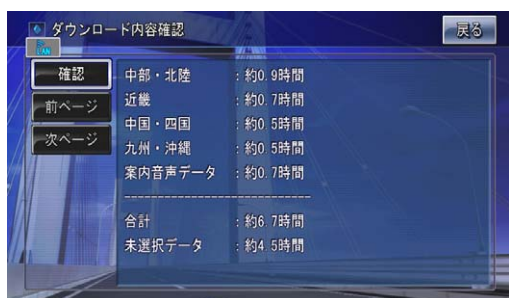 ダウンロード内容確認
戻る
LAN
確認
前ページ
次ページ
中部・北陸 : 約0.9時間
近畿 : 約0.7時間
中国・四国 : 約0.5時間
九州・沖縄 : 約0.5時間
案内音声データ : 約0.7時間
合計 : 約6.7時間
未選択データ : 約4.5時間